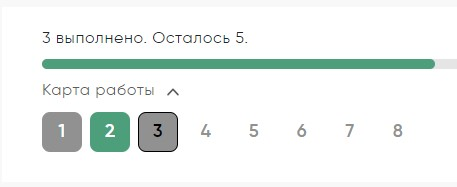 3 выполнено. Осталось 5.
Карта работы
1 2 3 4 5 6 7 8